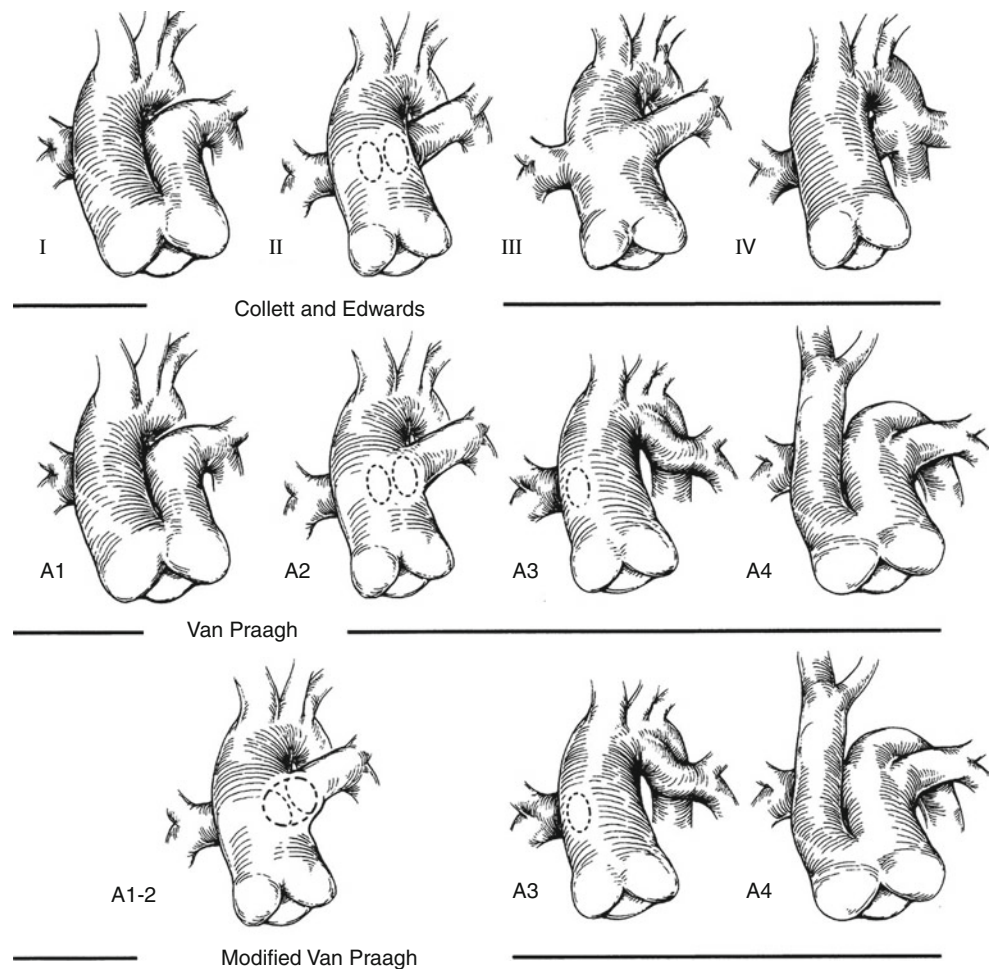 I II III IV
Collett and Edwards
A1 A2 A3 A4
Van Praagh
A1-2 A3 A4
Modified Van Praagh